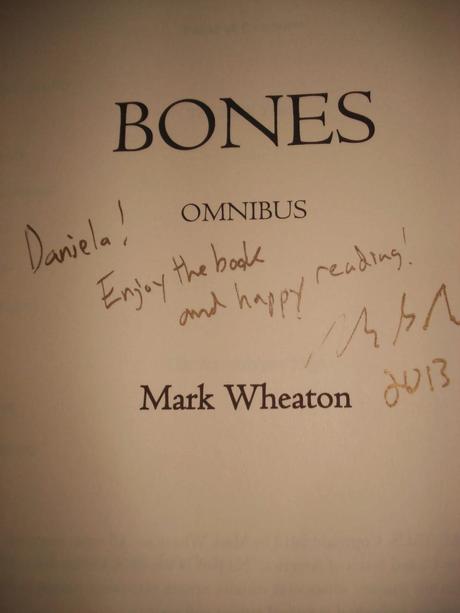 BONES
OMNIBUS
Daniela!
Enjoy the book
and happy reading!
2013
Mark Wheaton